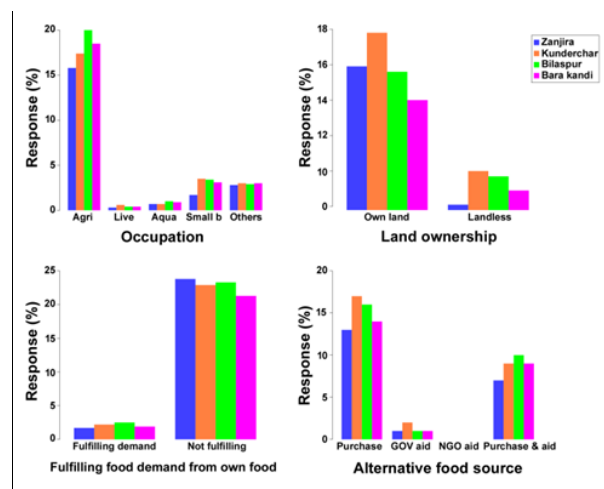 20
15
10
5
0
Response (%)
Agri Live Aqua Small b Others
Occupation
18
16
14
10
Response (%)
Own land Landless
Land ownership
Zanjira
Kunderchar
Bilaspur
Bara kandi
25
20
15
10
5
0
Response (%)
Fulfilling demand Not fulfilling
Fulfilling food demand from own food
20
15
10
5
0
Response (%)
Purchase GOV aid NGO aid Purchase & aid
Alternative food source